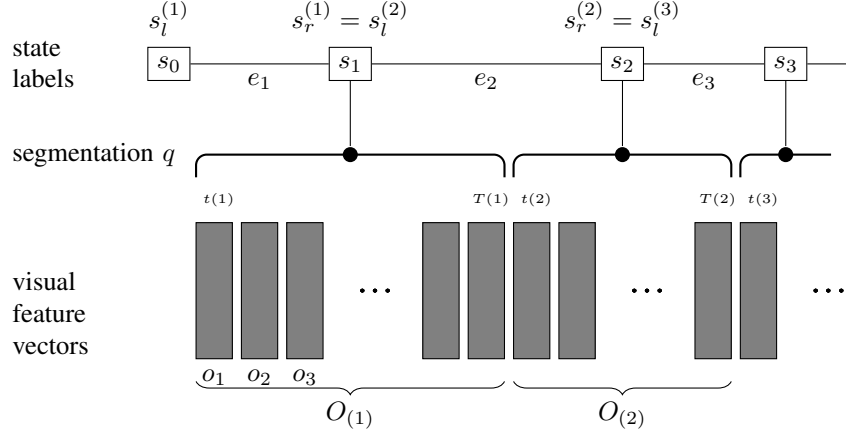 $s_l^{(1)}$ $s_r^{(1)} = s_l^{(2)}$ $s_r^{(2)} = s_l^{(3)}$
state
labels
$s_0$ $s_1$ $s_2$ $s_3$
$e_1$ $e_2$ $e_3$
segmentation $q$
$t(1)$ $T(1)$ $t(2)$ $T(2)$ $t(3)$
visual
feature
vectors
··· ··· ···
$o_1$ $o_2$ $o_3$
$O_{(1)}$ $O_{(2)}$